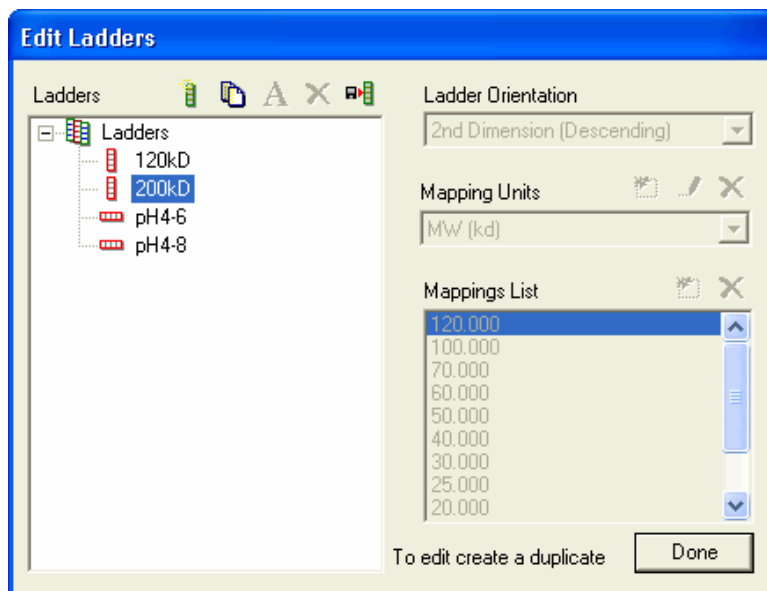 Edit Ladders
Ladders
A
Ladders
120kD
200kD
pH4-6
pH4-8
Ladder Orientation
2nd Dimension (Descending)
Mapping Units
MW (kd)
Mappings List
120.000
100.000
70.000
60.000
50.000
40.000
30.000
25.000
20.000
To edit create a duplicate
Done